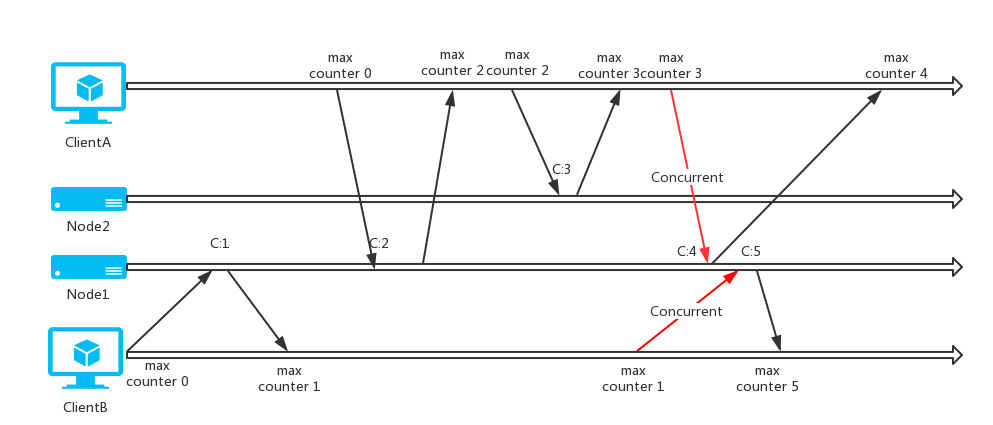 max
counter 0
max
counter 2
max
counter 2
max
counter 3
max
counter 3
max
counter 4
ClientA
C:3
Concurrent
Node2
C:1
C:2
C:4
C:5
Node1
Concurrent
max
counter 0
max
counter 1
max
counter 1
max
counter 5
ClientB